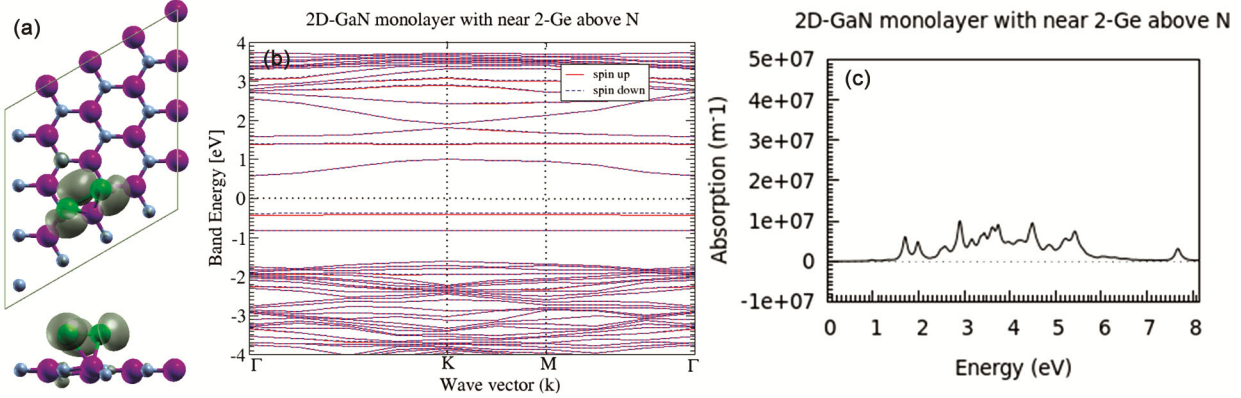 (a)
2D-GaN monolayer with near 2-Ge above N
(b)
spin up
spin down
4
3
2
1
0
-1
-2
-3
-4
Band Energy [eV]
Γ K M Γ
Wave vector (k)
2D-GaN monolayer with near 2-Ge above N
(c)
5e+07
4e+07
3e+07
2e+07
1e+07
0
-1e+07
Absorption (m-1)
0 1 2 3 4 5 6 7 8
Energy (eV)